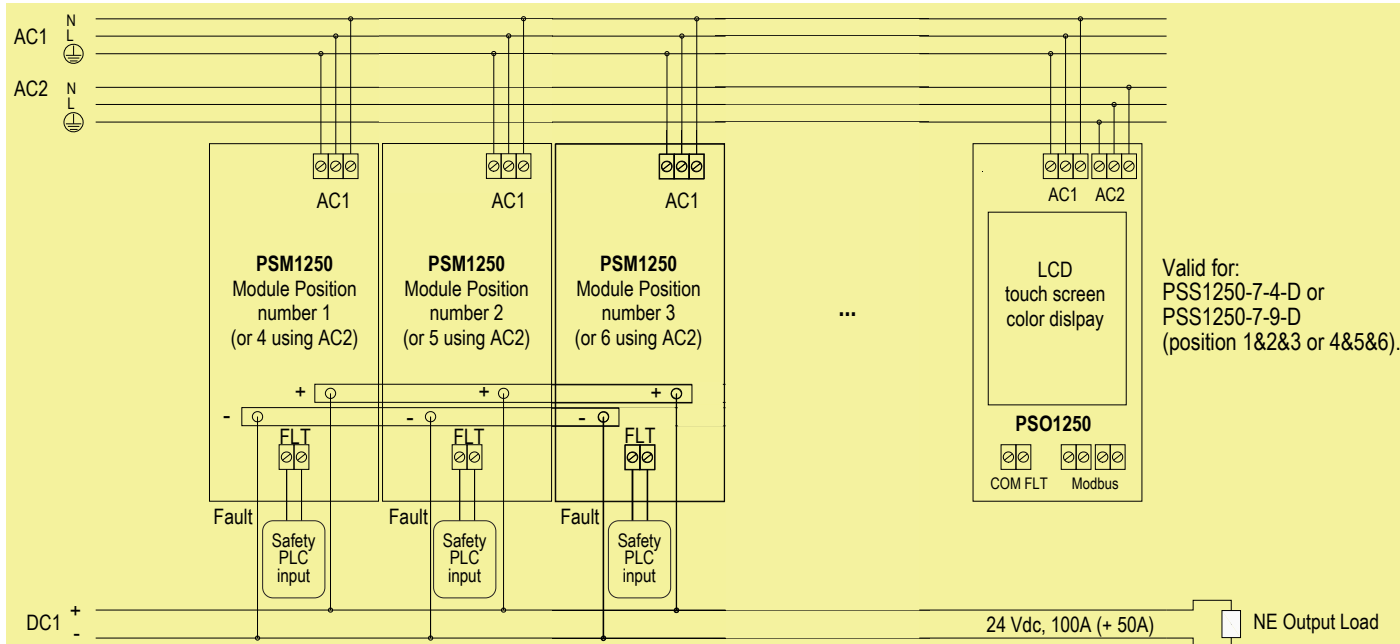 N
AC1 L
AC2 N
L
AC1
AC1
AC1
AC1 AC2
PSM1250
Module Position
number 1
(or 4 using AC2)
PSM1250
Module Position
number 2
(or 5 using AC2)
PSM1250
Module Position
number 3
(or 6 using AC2)
...
LCD
touch screen
color dislpay
Valid for:
PSS1250-7-4-D or
PSS1250-7-9-D
(position 1&2&3 or 4&5&6).
+
+
+
-
-
-
PSO1250
FLT
FLT
FLT
COM FLT
Modbus
Fault
Fault
Fault
Safety
PLC
input
Safety
PLC
input
Safety
PLC
input
DC1 +
-
24 Vdc, 100A (+ 50A)
NE Output Load